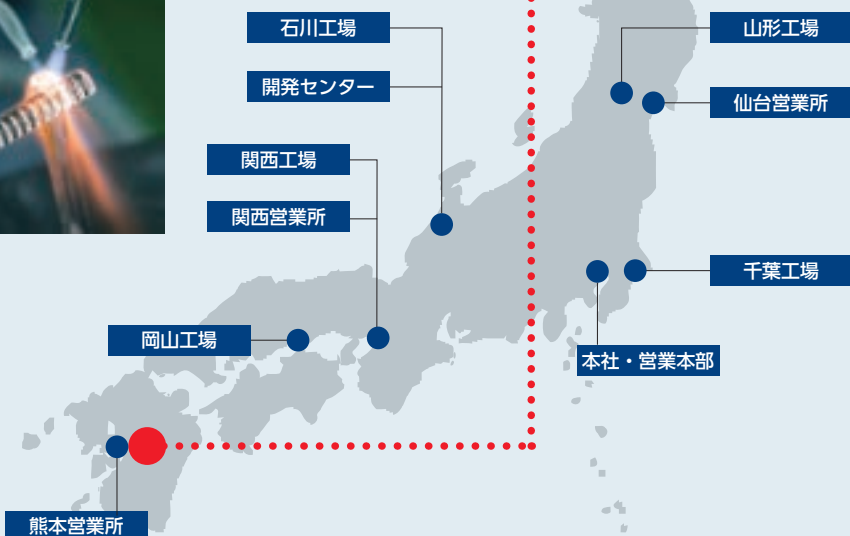 石川工場
山形工場
開発センター
仙台営業所
関西工場
関西営業所
千葉工場
岡山工場
本社・営業本部
熊本営業所